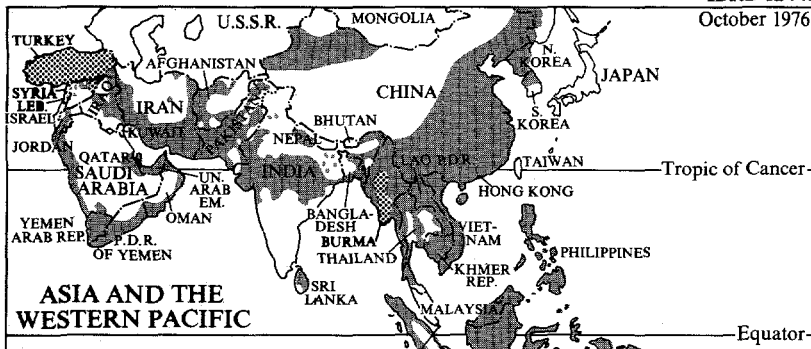 October 1976
U.S.S.R.
MONGOLIA
TURKEY
AFGHANISTAN
N.
KOREA
JAPAN
SYRIA
LEB.
ISRAEL
IRAQ
IRAN
CHINA
S.
KOREA
BHUTAN
KUWAIT
PAKISTAN
NEPAL
JORDAN
QATAR
SAUDI
ARABIA
UN.
ARAB
EM.
INDIA
LAO P.D.R.
TAIWAN
Tropic of Cancer
HONG KONG
OMAN
YEMEN
ARAB REP.
P.D.R.
OF YEMEN
BANGLA-
DESH
BURMA
THAILAND
VIET-
NAM
PHILIPPINES
KHMER
REP.
SRI
LANKA
MALAYSIA
ASIA AND THE
WESTERN PACIFIC
Equator